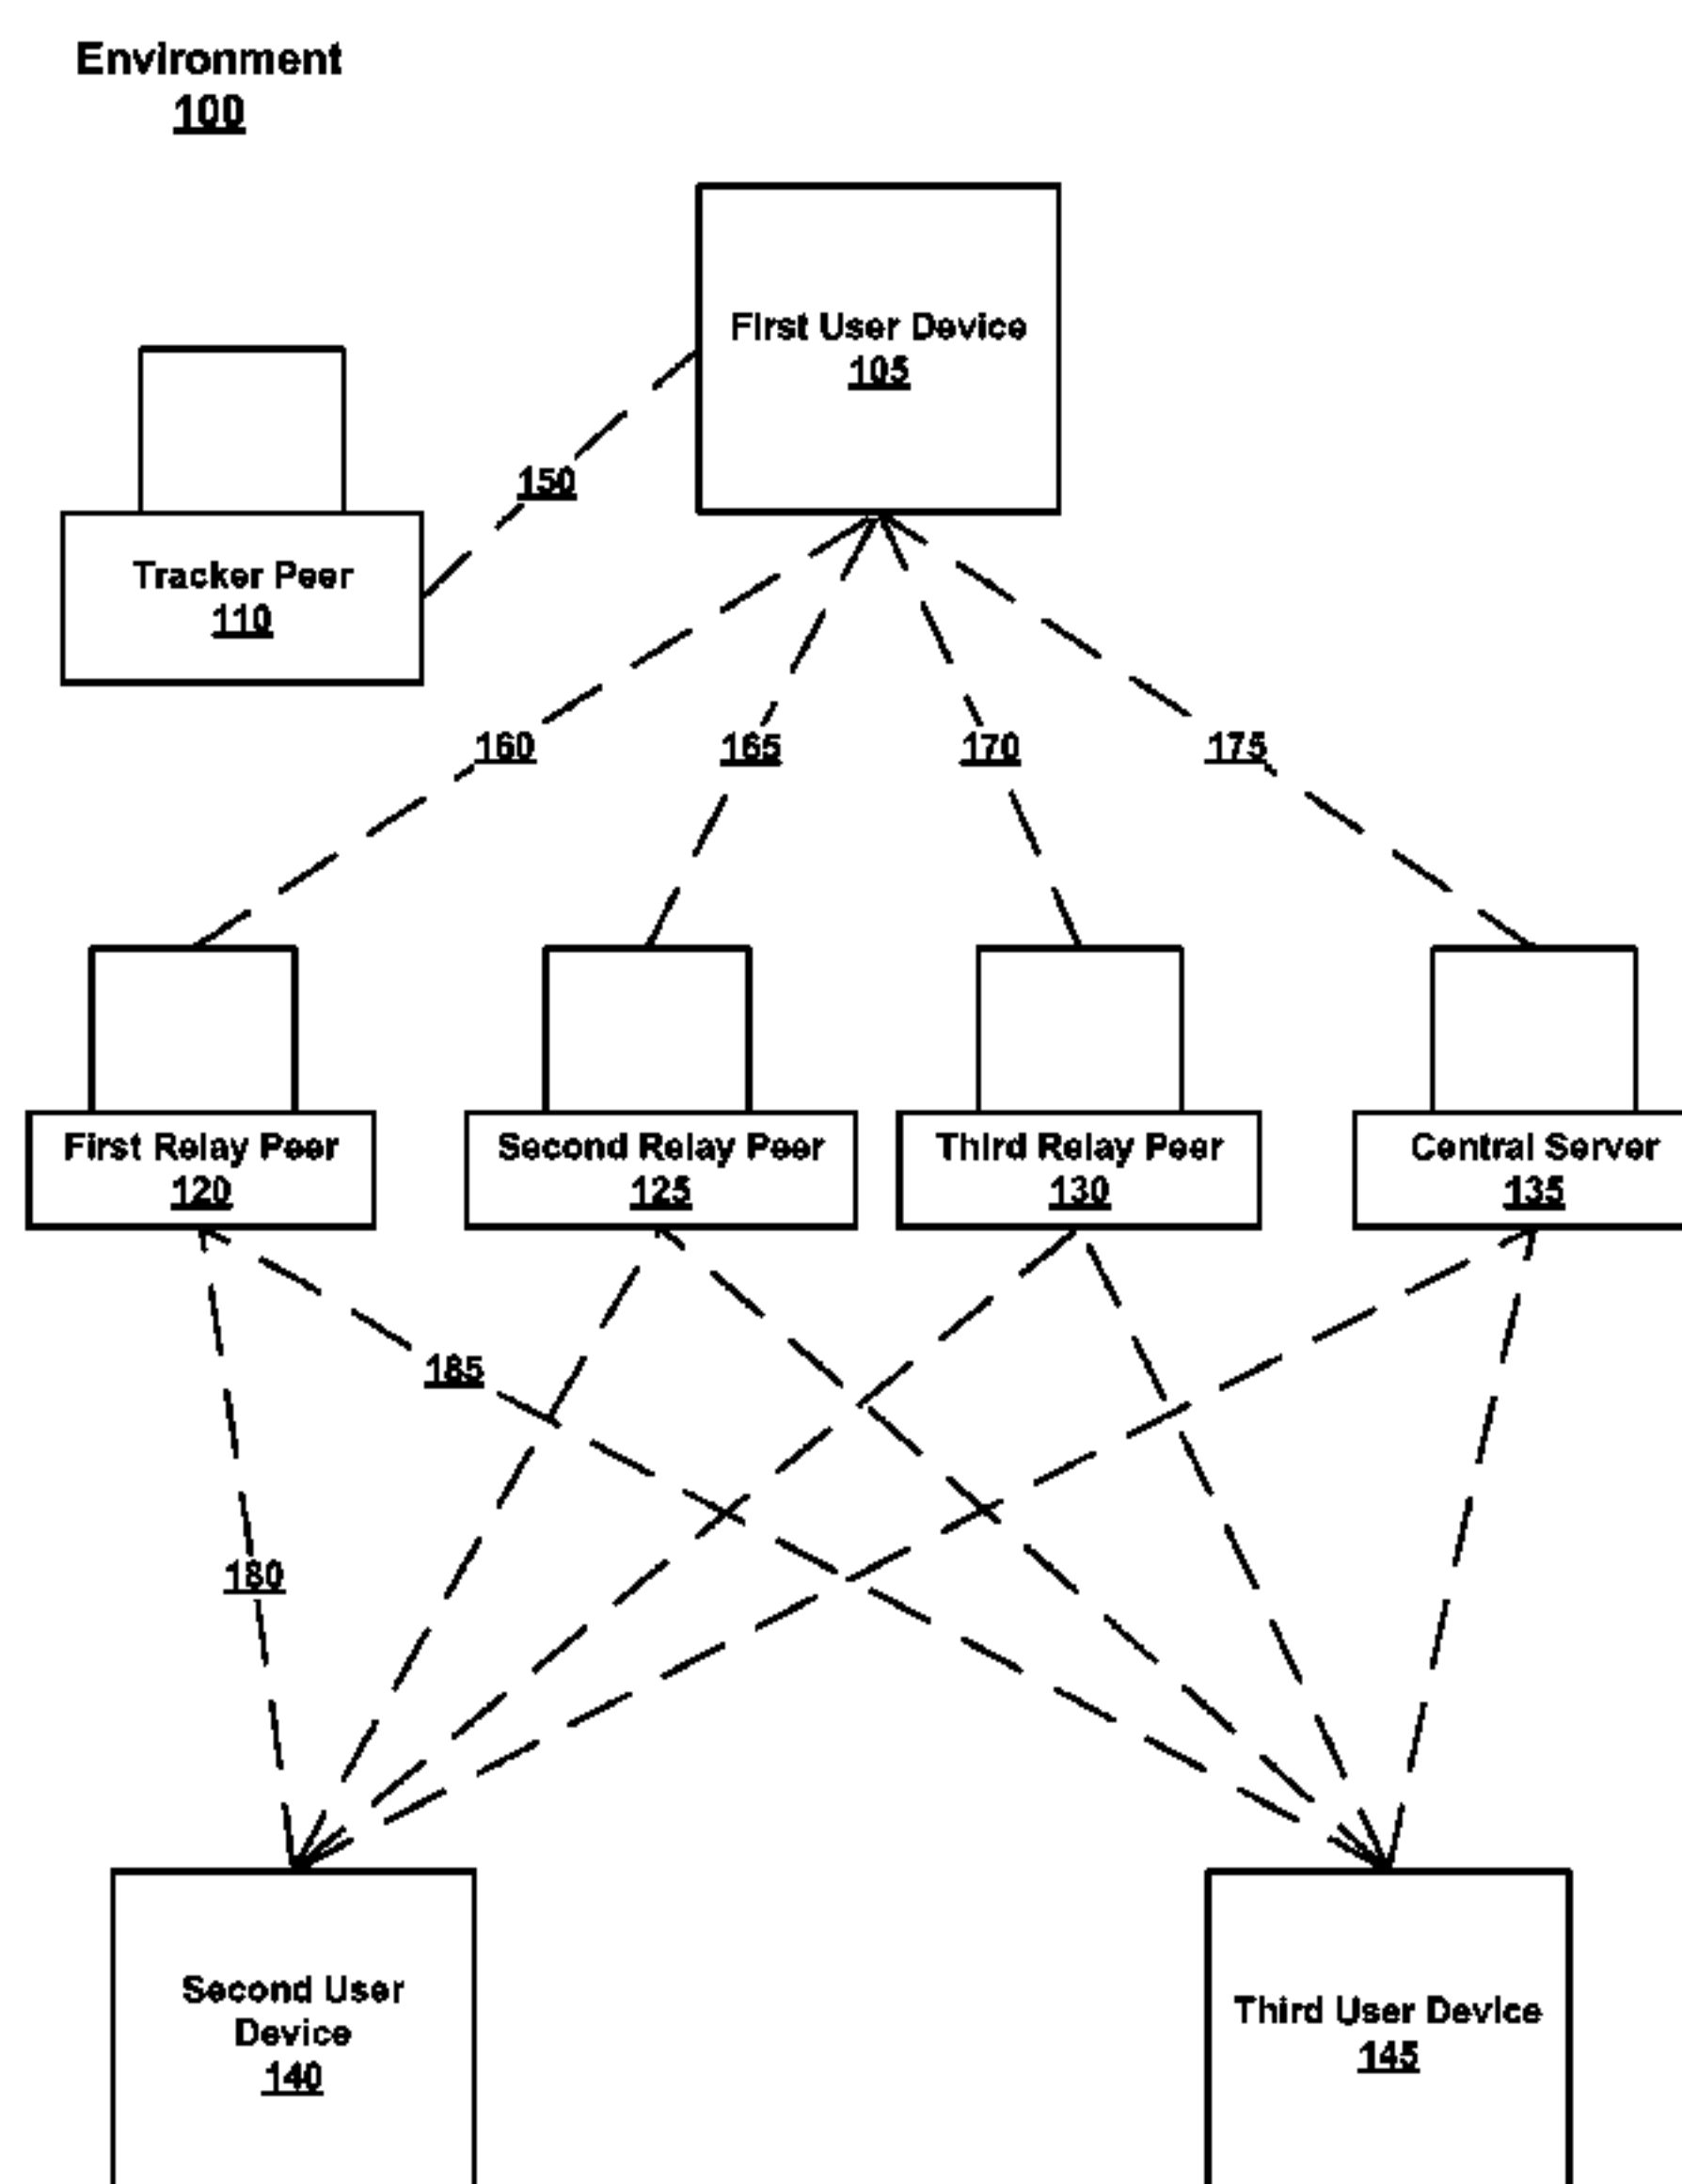 Environment
100
First User Device
105
150
Tracker Peer
110
160
165
170
175
First Relay Peer
120
Second Relay Peer
125
Third Relay Peer
130
Central Server
135
185
180
Second User
Device
140
Third User Device
145